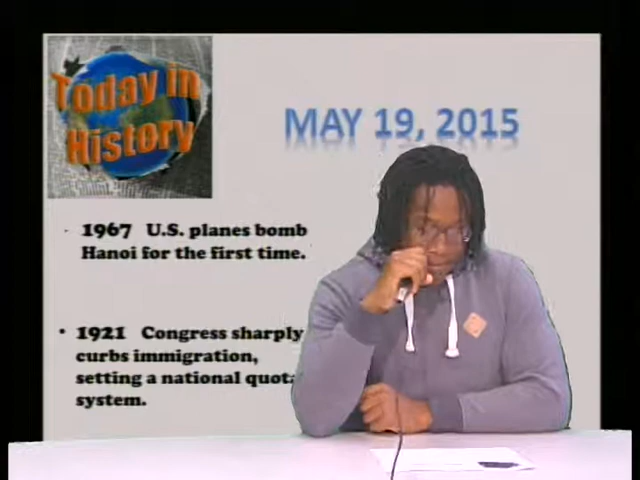 Today in
History
MAY 19, 2015
1967 U.S. planes bomb
Hanoi for the first time.
1921 Congress sharply
curbs immigration,
setting a national quota
system.